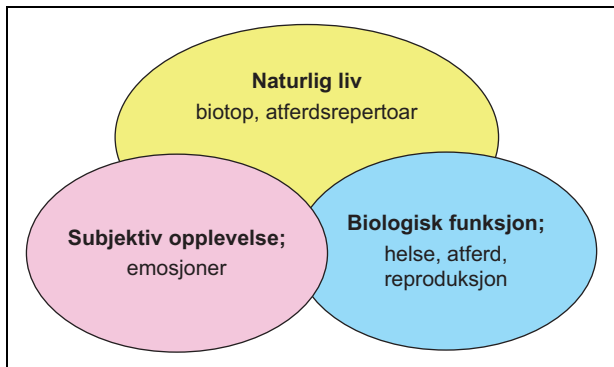 Naturlig liv
biotop, atferdsrepertoar
Subjektiv opplevelse;
emosjoner
Biologisk funksjon;
helse, atferd,
reproduksjon